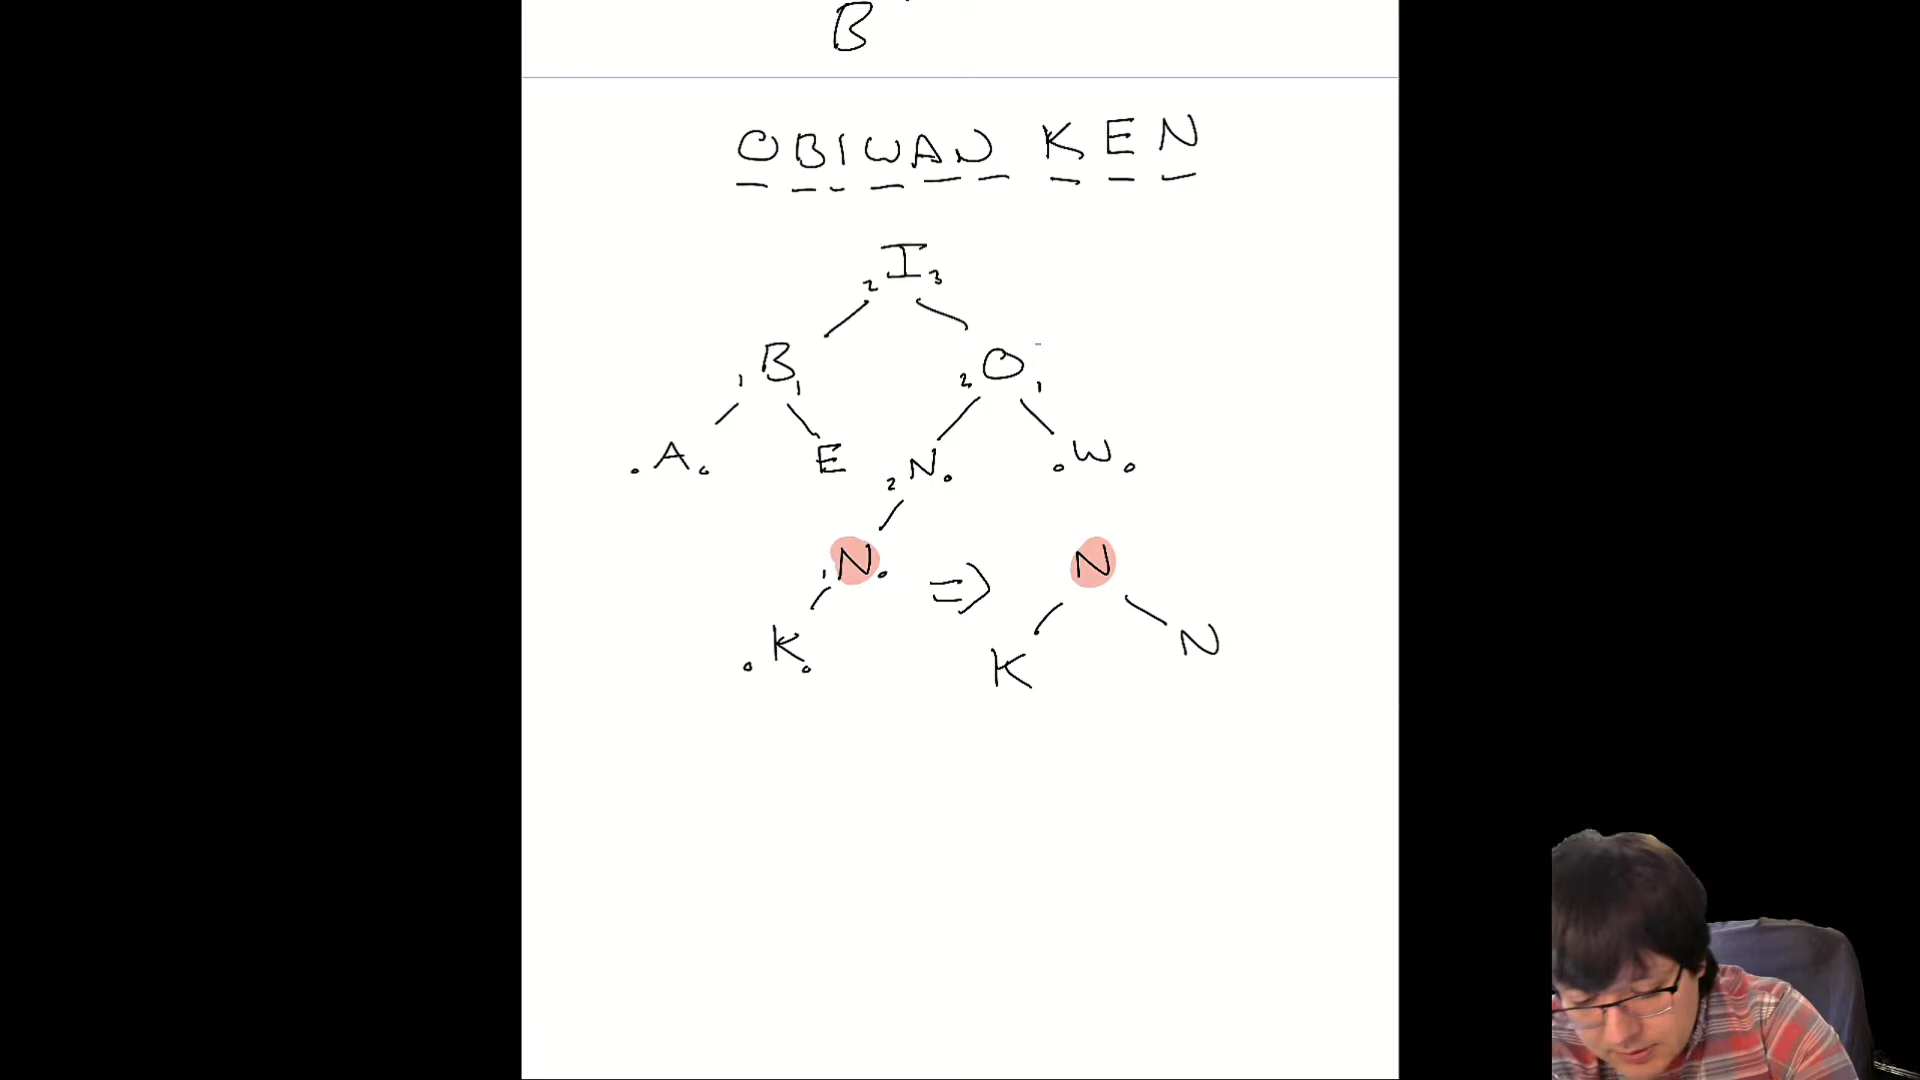 B
OBIWAN KEN
2 I 3
1 B 1 2 O 1
0 A 0 E 2 N 0 0 W 0
1 N 0 => N
0 K 0 K N